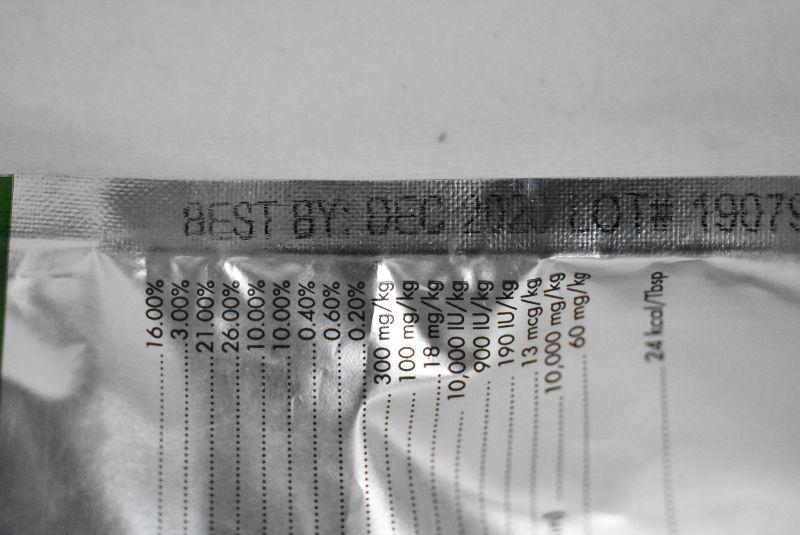 BEST BY: DEC LOT# 19079
16.00%
3.00%
21.00%
26.00%
10.00%
10.00%
0.40%
0.60%
0.20%
300 mg/kg
100 mg/kg
18 mg/kg
10,000 IU/kg
900 IU/kg
190 IU/kg
13 mcg/kg
10,000 mg/kg
60 mg/kg
24 kcal/Tbsp